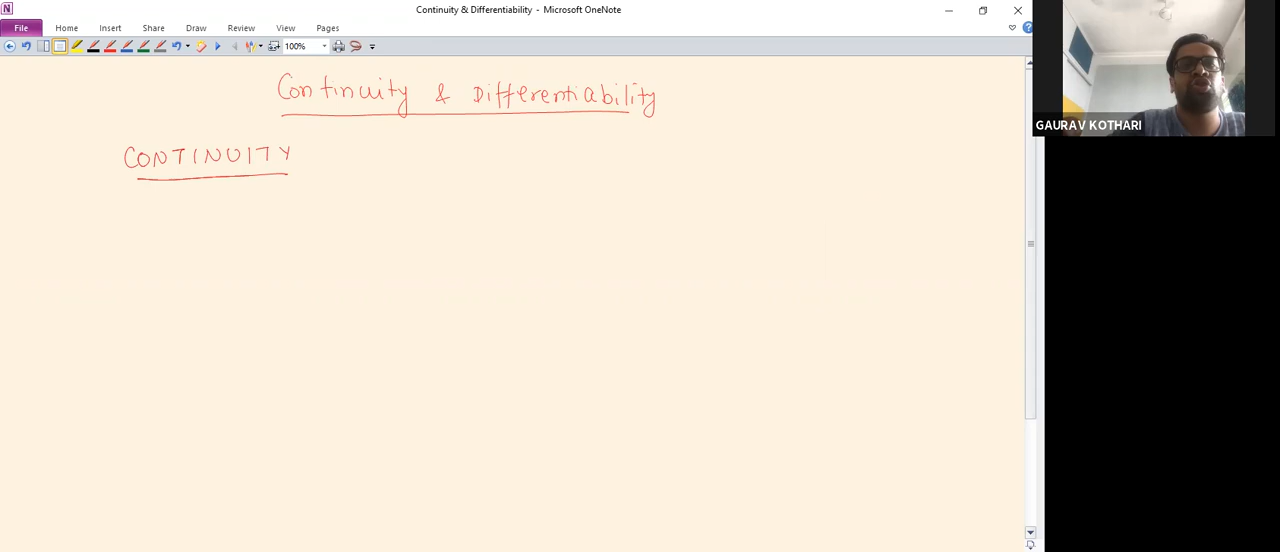 Continuity & Differentiability - Microsoft OneNote
File Home Insert Share Draw Review View Pages
100%
Continuity & Differentiability
CONTINUITY
GAURAV KOTHARI